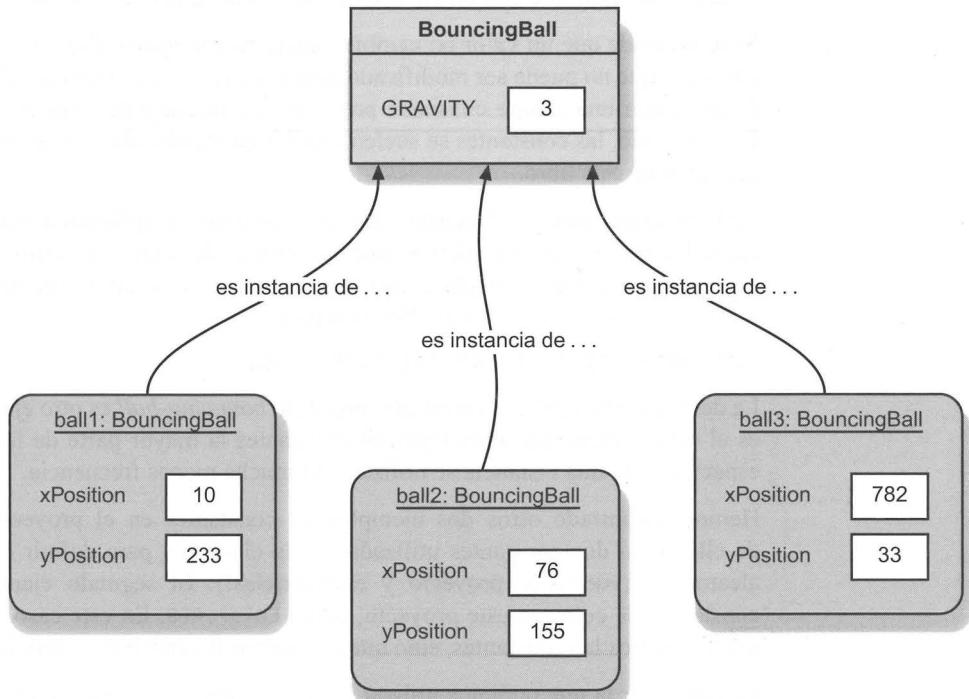 BouncingBall
GRAVITY 3
es instancia de . . .
es instancia de . . .
es instancia de . . .
ball1: BouncingBall
xPosition 10
yPosition 233
ball2: BouncingBall
xPosition 76
yPosition 155
ball3: BouncingBall
xPosition 782
yPosition 33